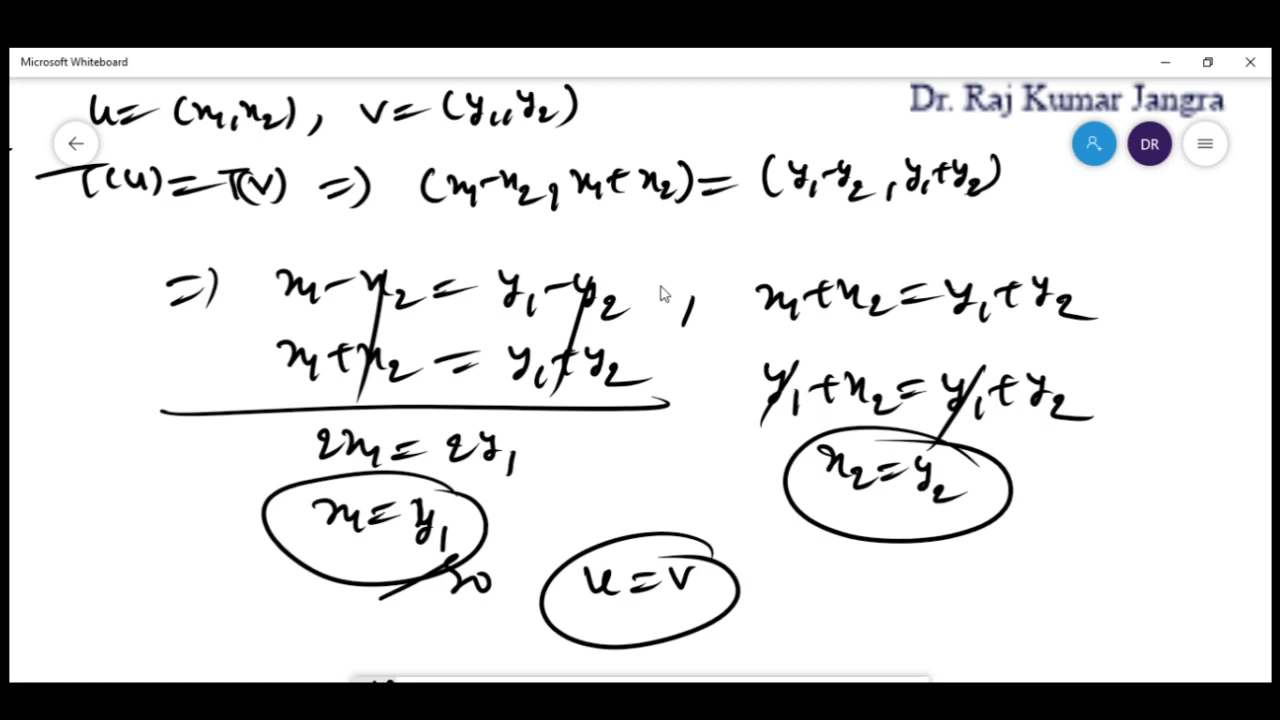 Microsoft Whiteboard
Dr. Raj Kumar Jangra
u = (x₁, x₂), v = (y₁, y₂)
DR
T(u) = T(v) => (x₁ - x₂, x₁ + x₂) = (y₁ - y₂, y₁ + y₂)
=> x₁ - x₂ = y₁ - y₂ , x₁ + x₂ = y₁ + y₂
x₁ + x₂ = y₁ + y₂
y₁ + x₂ = y₁ + y₂
2x₁ = 2y₁
x₂ = y₂
x₁ = y₁
so
u = v